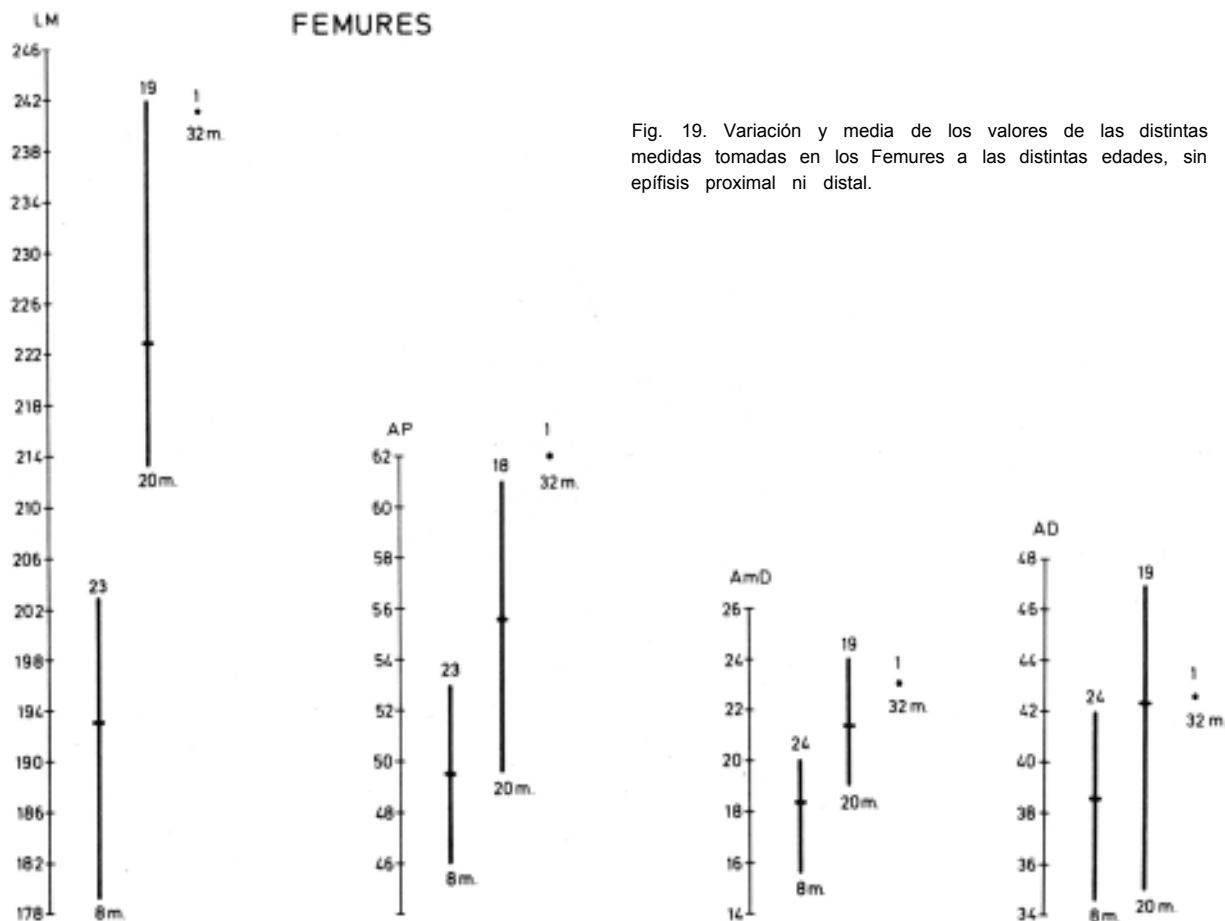 FEMURES
Fig. 19. Variación y media de los valores de las distintas
medidas tomadas en los Femures a las distintas edades, sin
epífisis proximal ni distal.
LM
246
242
238
234
230
226
222
218
214
210
206
202
198
194
190
186
182
178
19
20 m.
1
32 m.
23
8 m.
AP
62
60
58
56
54
52
50
48
46
23
8 m.
18
20 m.
1
32 m.
AmD
26
24
22
20
18
16
14
24
8 m.
19
20 m.
1
32 m.
AD
48
46
44
42
40
38
36
34
24
8 m.
19
20 m.
1
32 m.